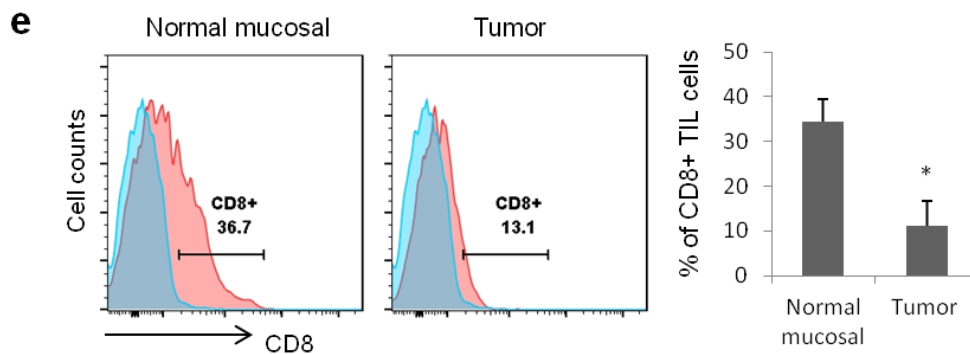 e
Normal mucosal
Tumor
Cell counts
CD8+
36.7
CD8+
13.1
CD8
% of CD8+ TIL cells
50
40
30
20
10
0
*
Normal
mucosal
Tumor